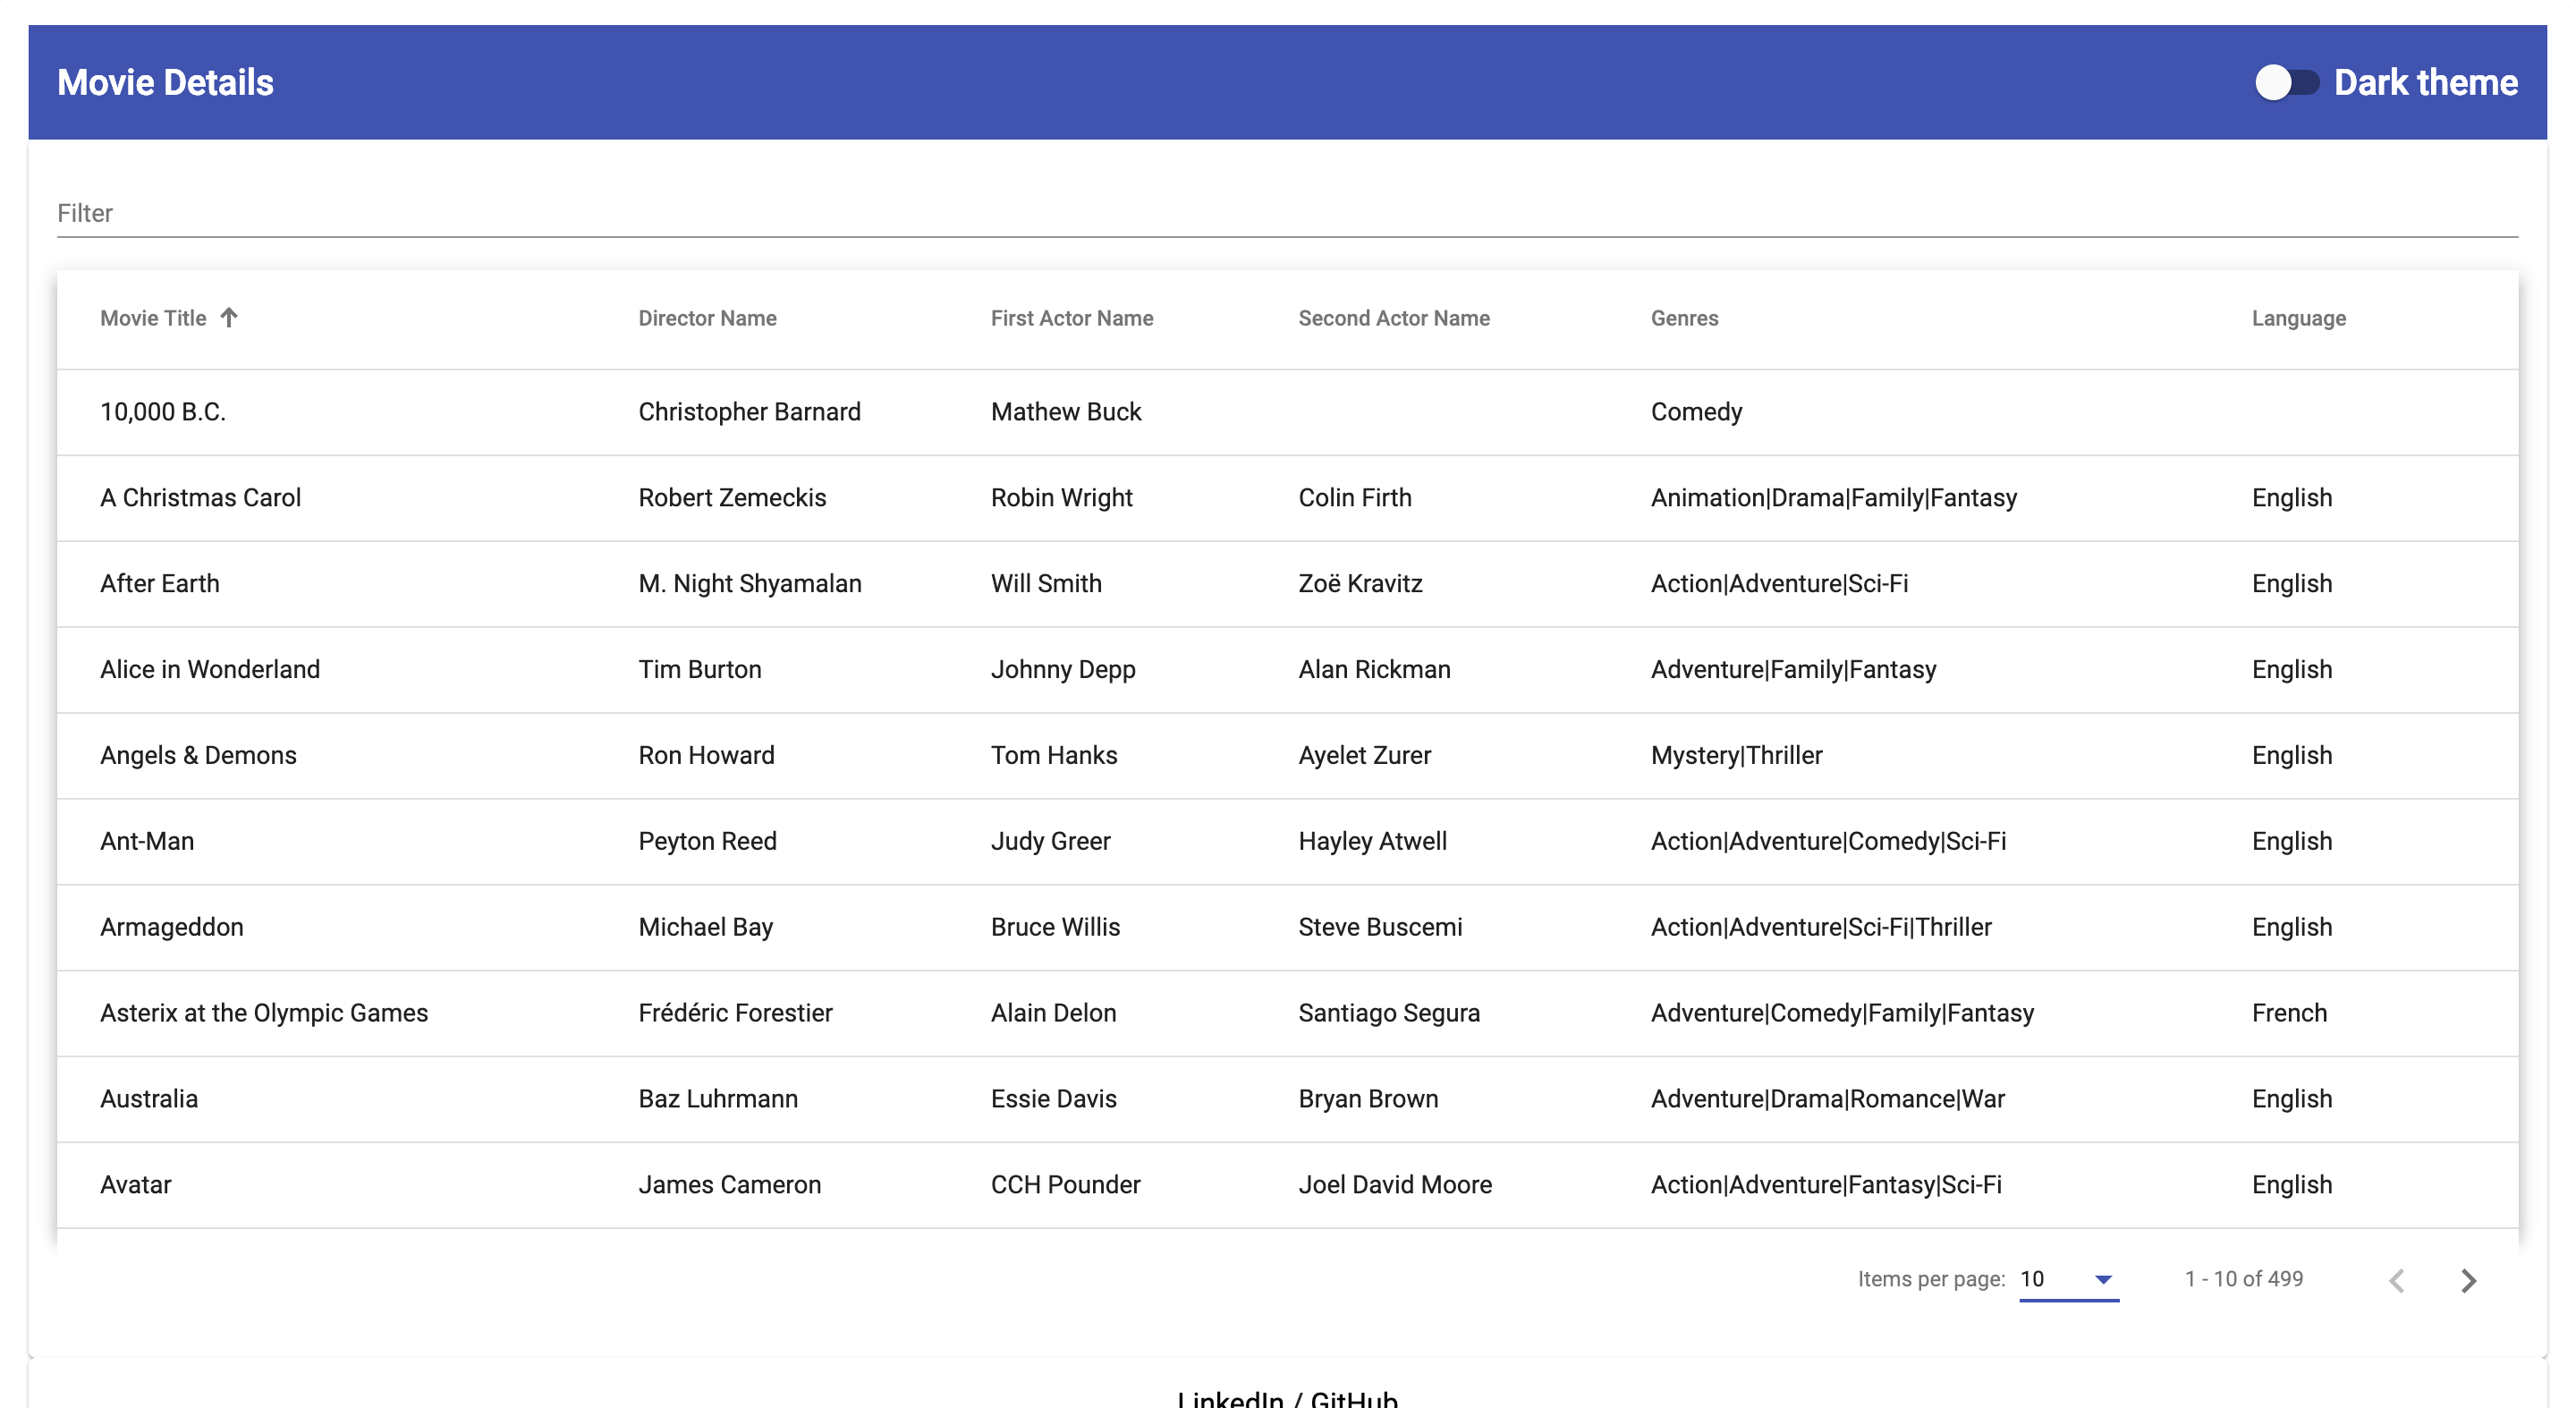 Movie Details Dark theme
Filter
Movie Title Director Name First Actor Name Second Actor Name Genres Language
10,000 B.C. Christopher Barnard Mathew Buck Comedy
A Christmas Carol Robert Zemeckis Robin Wright Colin Firth Animation|Drama|Family|Fantasy English
After Earth M. Night Shyamalan Will Smith Zoë Kravitz Action|Adventure|Sci-Fi English
Alice in Wonderland Tim Burton Johnny Depp Alan Rickman Adventure|Family|Fantasy English
Angels & Demons Ron Howard Tom Hanks Ayelet Zurer Mystery|Thriller English
Ant-Man Peyton Reed Judy Greer Hayley Atwell Action|Adventure|Comedy|Sci-Fi English
Armageddon Michael Bay Bruce Willis Steve Buscemi Action|Adventure|Sci-Fi|Thriller English
Asterix at the Olympic Games Frédéric Forestier Alain Delon Santiago Segura Adventure|Comedy|Family|Fantasy French
Australia Baz Luhrmann Essie Davis Bryan Brown Adventure|Drama|Romance|War English
Avatar James Cameron CCH Pounder Joel David Moore Action|Adventure|Fantasy|Sci-Fi English
Items per page: 10 1 - 10 of 499
LinkedIn / GitHub